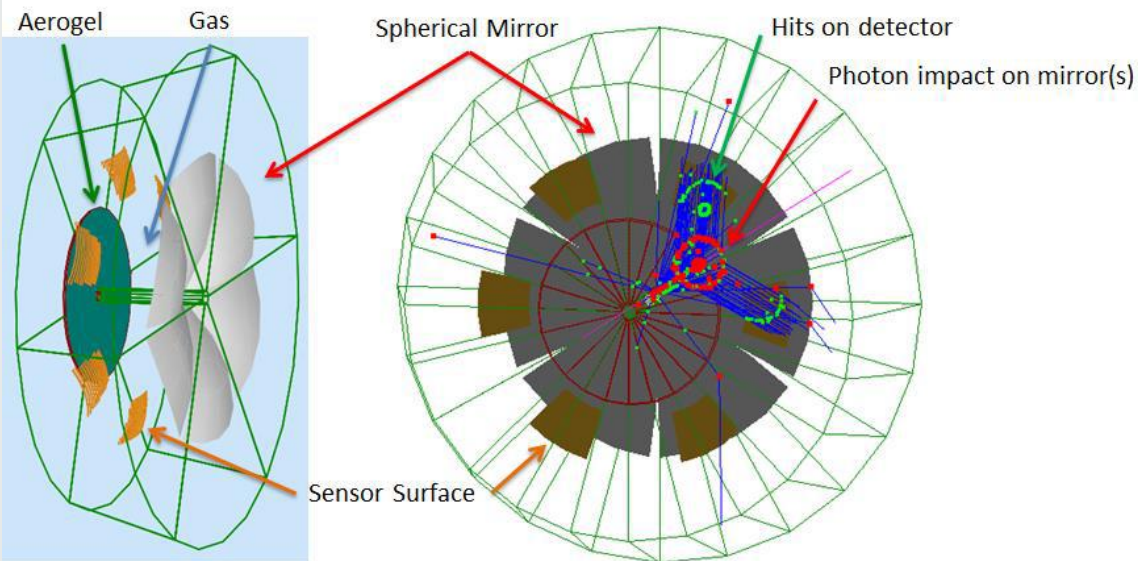 Aerogel
Gas
Spherical Mirror
Hits on detector
Photon impact on mirror(s)
Sensor Surface